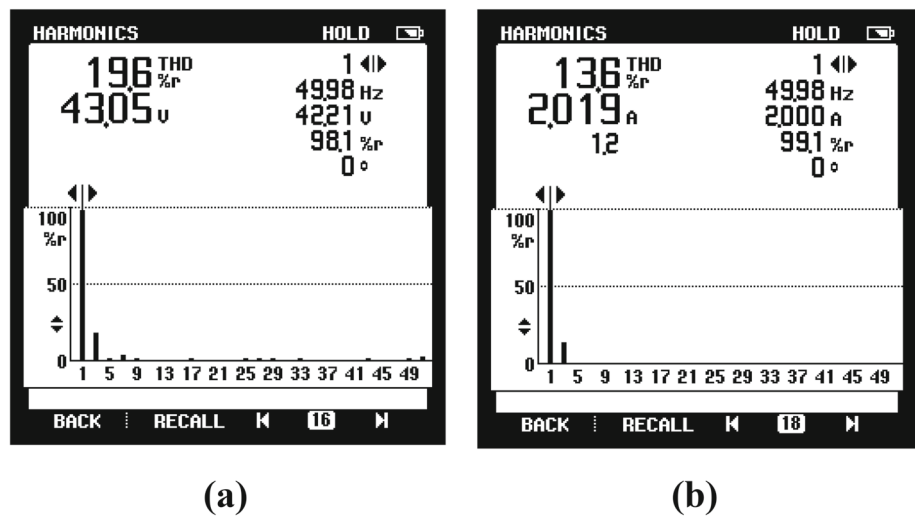 HARMONICS HOLD
19.6 THD %r
43.05 V
1
49.98 Hz
42.21 V
98.1 %r
0 °
100
%r
50
0
1 5 9 13 17 21 25 29 33 37 41 45 49
BACK RECALL 16
(a)
HARMONICS HOLD
13.6 THD %r
2.019 A
1.2
1
49.98 Hz
2.000 A
99.1 %r
0 °
100
%r
50
0
1 5 9 13 17 21 25 29 33 37 41 45 49
BACK RECALL 18
(b)